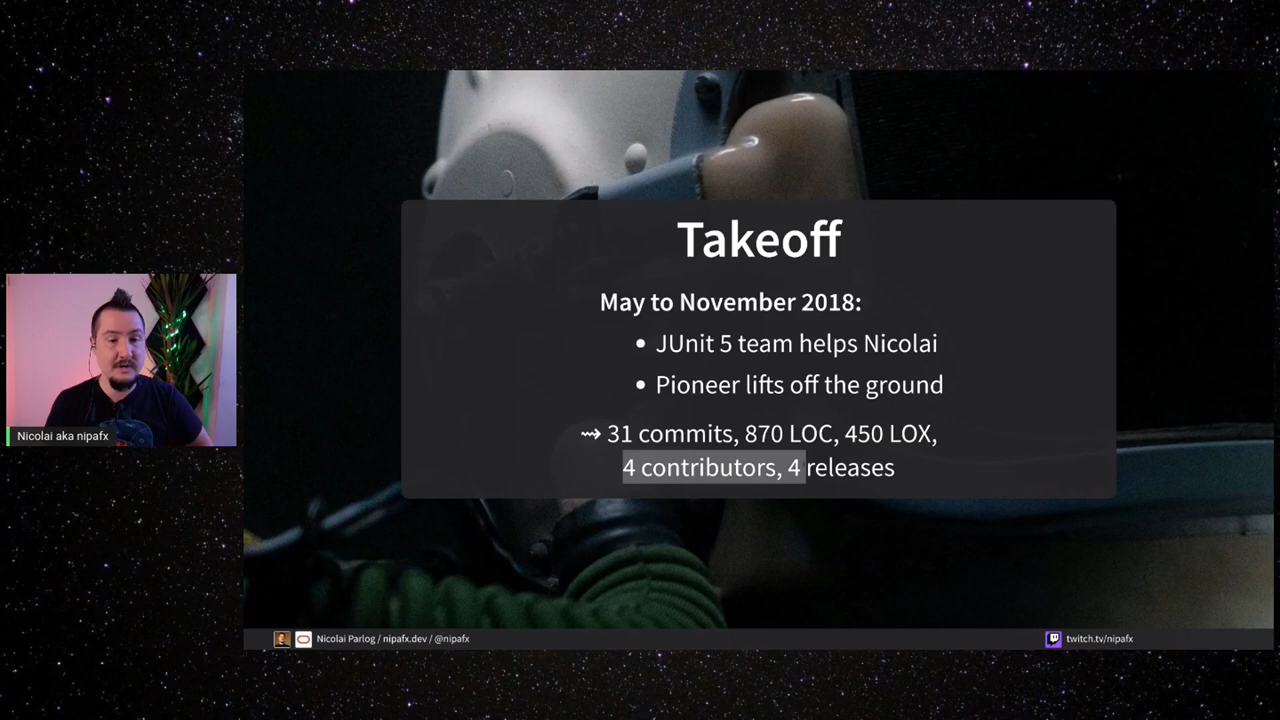 Takeoff
May to November 2018:
• JUnit 5 team helps Nicolai
• Pioneer lifts off the ground
⇝ 31 commits, 870 LOC, 450 LOX,
4 contributors, 4 releases
Nicolai aka nipafx
Nicolai Parlog / nipafx.dev / @nipafx
twitch.tv/nipafx